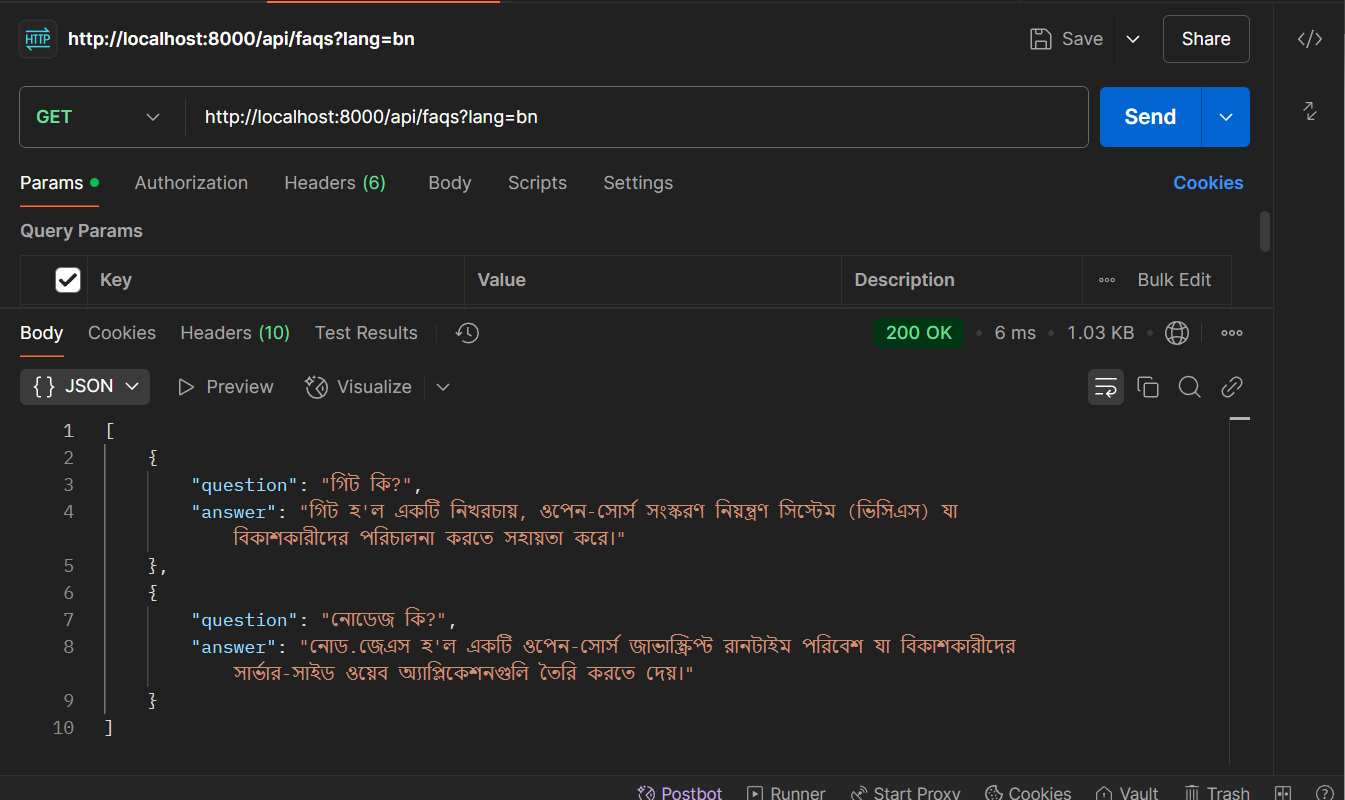 HTTP http://localhost:8000/api/faqs?lang=bn Save Share
GET http://localhost:8000/api/faqs?lang=bn Send
Params Authorization Headers (6) Body Scripts Settings Cookies
Query Params
Key Value Description Bulk Edit
Body Cookies Headers (10) Test Results 200 OK 6 ms 1.03 KB
{} JSON Preview Visualize
1 [
2 {
3 "question": "গিট কি?",
4 "answer": "গিট হ'ল একটি নিখরচায়, ওপেন-সোর্স সংস্করণ নিয়ন্ত্রণ সিস্টেম (ভিসিএস) যা
বিকাশকারীদের পরিচালনা করতে সহায়তা করে।"
5 },
6 {
7 "question": "নোডেজ কি?",
8 "answer": "নোড.জেএস হ'ল একটি ওপেন-সোর্স জাভাস্ক্রিপ্ট রানটাইম পরিবেশ যা বিকাশকারীদের
সার্ভার-সাইড ওয়েব অ্যাপ্লিকেশনগুলি তৈরি করতে দেয়।"
9 }
10 ]
Postbot Runner Start Proxy Cookies Vault Trash